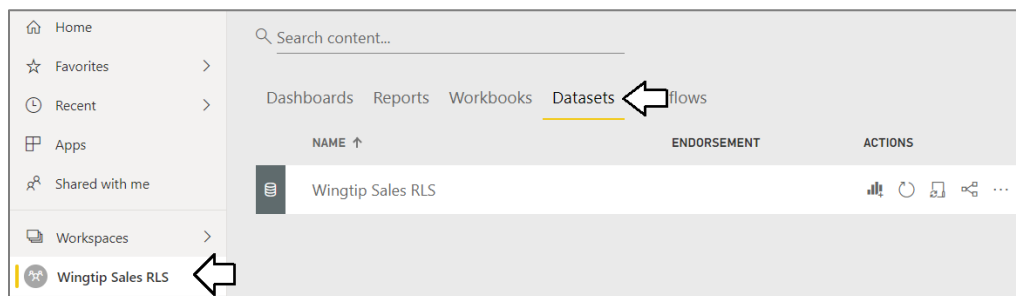 Home
Search content...
Favorites
Dashboards Reports Workbooks Datasets flows
Recent
NAME ENDORSEMENT ACTIONS
Apps
Shared with me
Wingtip Sales RLS
Workspaces
Wingtip Sales RLS